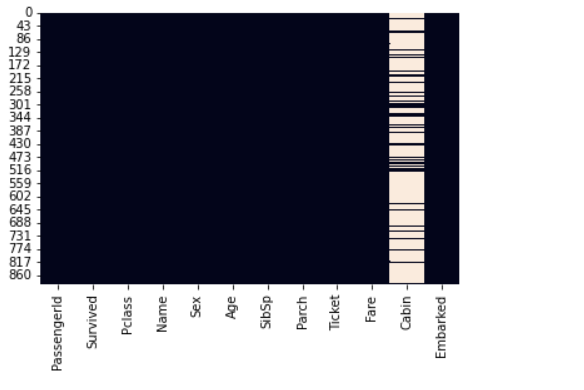 0
43
86
129
172
215
258
301
344
387
430
473
516
559
602
645
688
731
774
817
860
PassengerId
Survived
Pclass
Name
Sex
Age
SibSp
Parch
Ticket
Fare
Cabin
Embarked